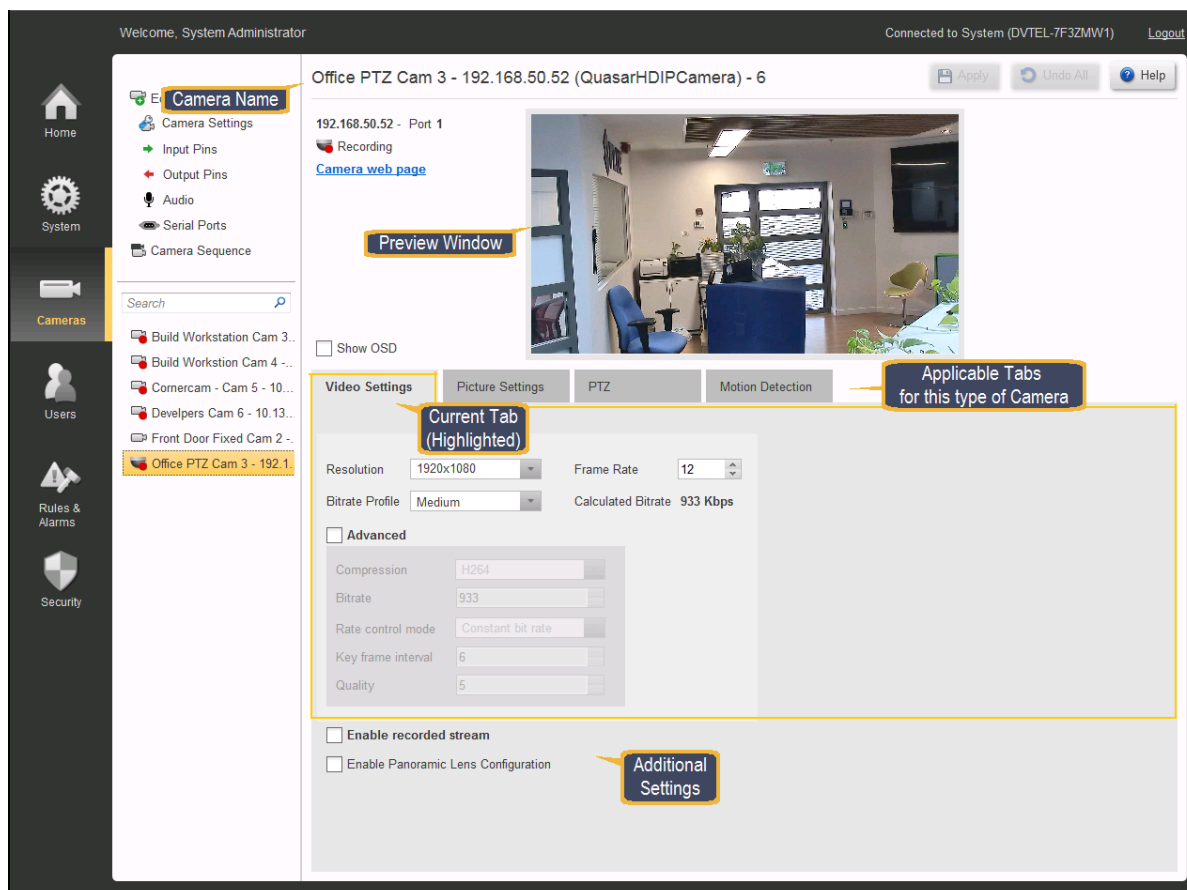 Welcome, System Administrator
Connected to System (DVTEL-7F3ZMW1)
Logout
Home
System
Cameras
Users
Rules &
Alarms
Security
Camera Name
Camera Settings
Input Pins
Output Pins
Audio
Serial Ports
Camera Sequence
Search
Build Workstation Cam 3..
Build Workstion Cam 4 -..
Cornercam - Cam 5 - 10...
Develpers Cam 6 - 10.13..
Front Door Fixed Cam 2 -.
Office PTZ Cam 3 - 192.1.
Office PTZ Cam 3 - 192.168.50.52 (QuasarHDIPCamera) - 6
Apply
Undo All
Help
192.168.50.52 - Port 1
Recording
Camera web page
Preview Window
Show OSD
Video Settings
Picture Settings
PTZ
Motion Detection
Applicable Tabs
for this type of Camera
Current Tab
(Highlighted)
Resolution 1920x1080
Frame Rate 12
Bitrate Profile Medium
Calculated Bitrate 933 Kbps
Advanced
Compression H264
Bitrate 933
Rate control mode Constant bit rate
Key frame interval 6
Quality 5
Enable recorded stream
Enable Panoramic Lens Configuration
Additional
Settings